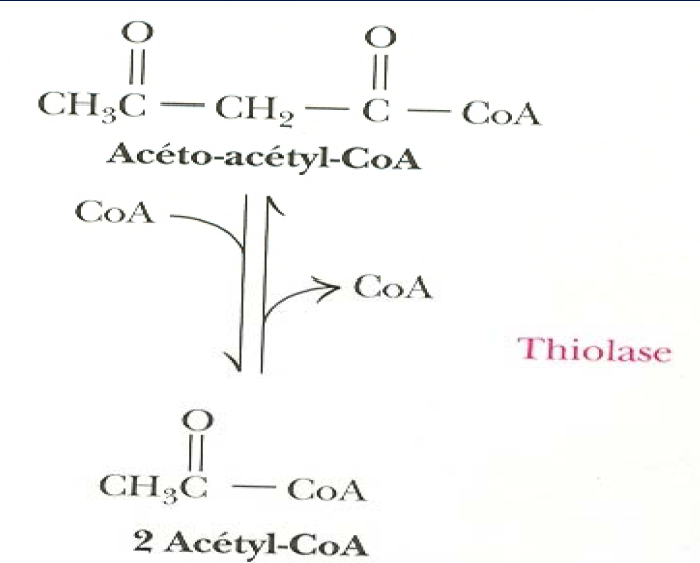 O O
CH₃C — CH₂ — C — CoA
Acéto-acétyl-CoA
CoA
CoA
Thiolase
O
CH₃C — CoA
2 Acétyl-CoA